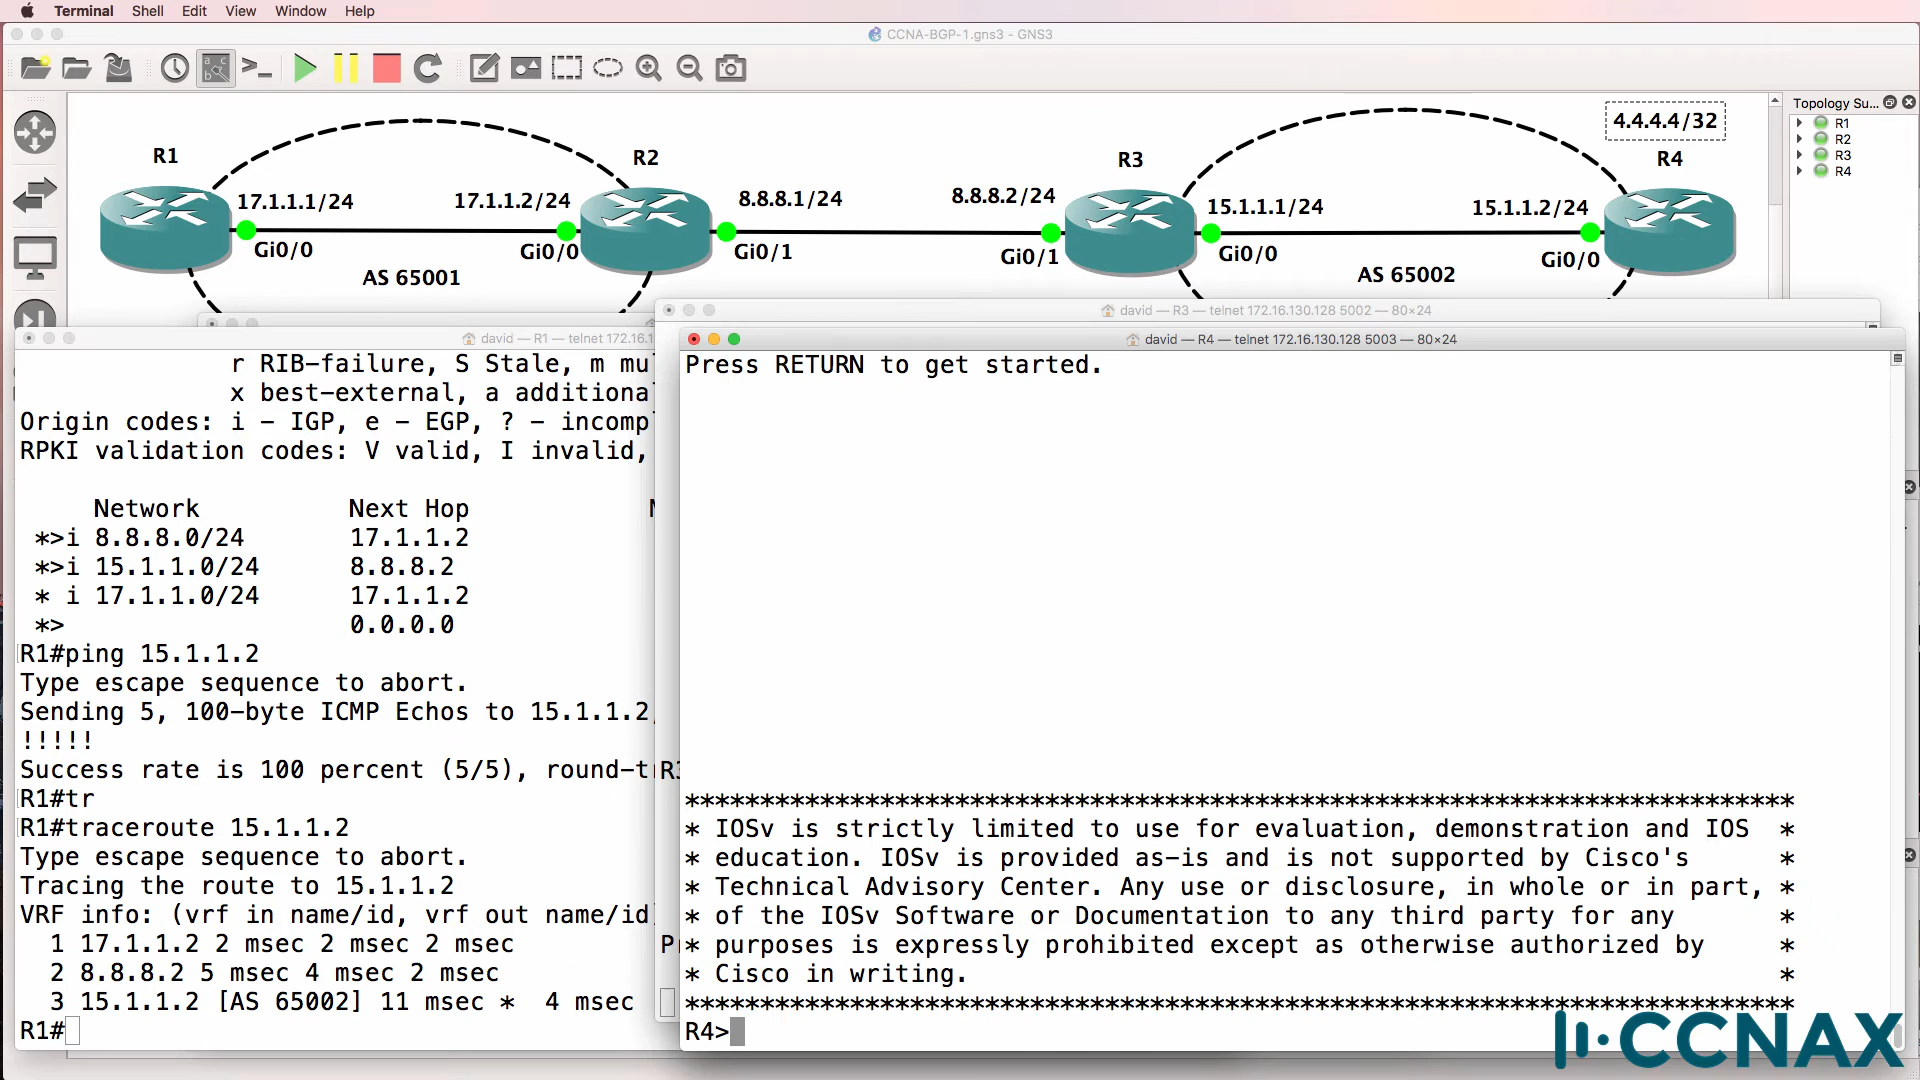 Terminal Shell Edit View Window Help
CCNA-BGP-1.gns3 - GNS3
Topology Su...
R1
R2
R3
R4
4.4.4.4/32
R1
R2
R3
R4
17.1.1.1/24
17.1.1.2/24
8.8.8.1/24
8.8.8.2/24
15.1.1.1/24
15.1.1.2/24
Gi0/0
Gi0/0
Gi0/1
Gi0/1
Gi0/0
Gi0/0
AS 65001
AS 65002
david — R3 — telnet 172.16.130.128 5002 — 80×24
david — R1 — telnet 172.16.1
r RIB-failure, S Stale, m mu
x best-external, a additiona
Origin codes: i - IGP, e - EGP, ? - incomp
RPKI validation codes: V valid, I invalid,
Network Next Hop
*>i 8.8.8.0/24 17.1.1.2
*>i 15.1.1.0/24 8.8.8.2
* i 17.1.1.0/24 17.1.1.2
*> 0.0.0.0
R1#ping 15.1.1.2
Type escape sequence to abort.
Sending 5, 100-byte ICMP Echos to 15.1.1.2,
!!!!!
Success rate is 100 percent (5/5), round-t
R1#tr
R1#traceroute 15.1.1.2
Type escape sequence to abort.
Tracing the route to 15.1.1.2
VRF info: (vrf in name/id, vrf out name/id
1 17.1.1.2 2 msec 2 msec 2 msec
2 8.8.8.2 5 msec 4 msec 2 msec
3 15.1.1.2 [AS 65002] 11 msec * 4 msec
R1#
david — R4 — telnet 172.16.130.128 5003 — 80×24
Press RETURN to get started.
**************************************************************************
* IOSv is strictly limited to use for evaluation, demonstration and IOS *
* education. IOSv is provided as-is and is not supported by Cisco's *
* Technical Advisory Center. Any use or disclosure, in whole or in part, *
* of the IOSv Software or Documentation to any third party for any *
* purposes is expressly prohibited except as otherwise authorized by *
* Cisco in writing. *
**************************************************************************
R4>
CCNAX